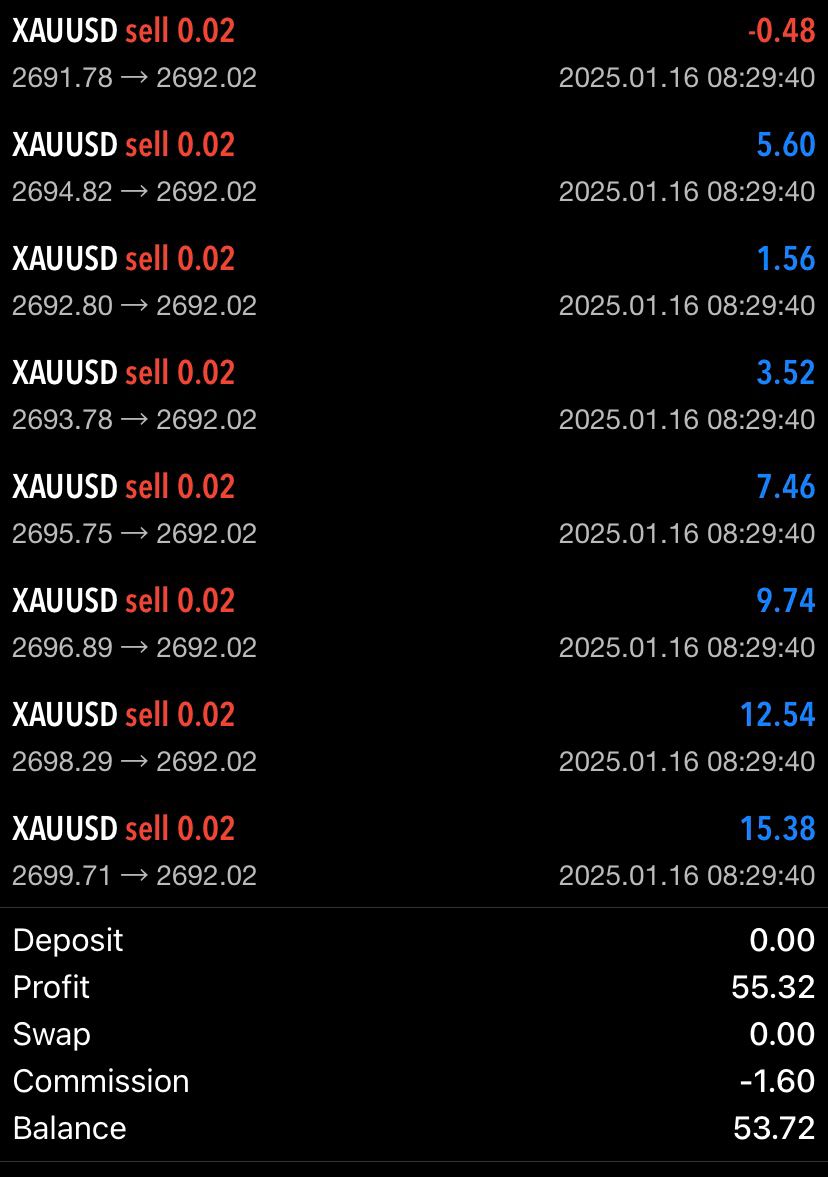 XAUUSD sell 0.02 -0.48
2691.78 → 2692.02 2025.01.16 08:29:40
XAUUSD sell 0.02 5.60
2694.82 → 2692.02 2025.01.16 08:29:40
XAUUSD sell 0.02 1.56
2692.80 → 2692.02 2025.01.16 08:29:40
XAUUSD sell 0.02 3.52
2693.78 → 2692.02 2025.01.16 08:29:40
XAUUSD sell 0.02 7.46
2695.75 → 2692.02 2025.01.16 08:29:40
XAUUSD sell 0.02 9.74
2696.89 → 2692.02 2025.01.16 08:29:40
XAUUSD sell 0.02 12.54
2698.29 → 2692.02 2025.01.16 08:29:40
XAUUSD sell 0.02 15.38
2699.71 → 2692.02 2025.01.16 08:29:40
Deposit 0.00
Profit 55.32
Swap 0.00
Commission -1.60
Balance 53.72